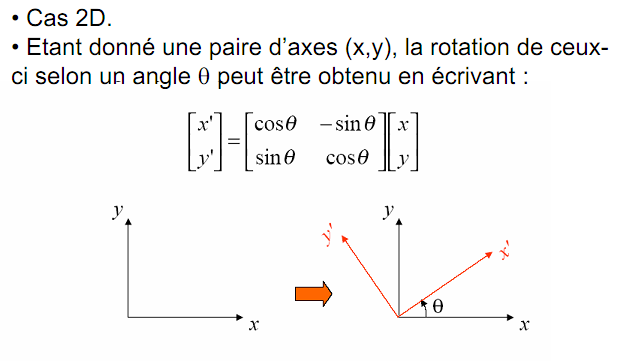 • Cas 2D.
• Etant donné une paire d’axes (x,y), la rotation de ceux-
ci selon un angle θ peut être obtenu en écrivant :
[x'] = [cosθ −sinθ][x]
[y'] [sinθ cosθ][y]
y
x
y'
y
x'
θ
x